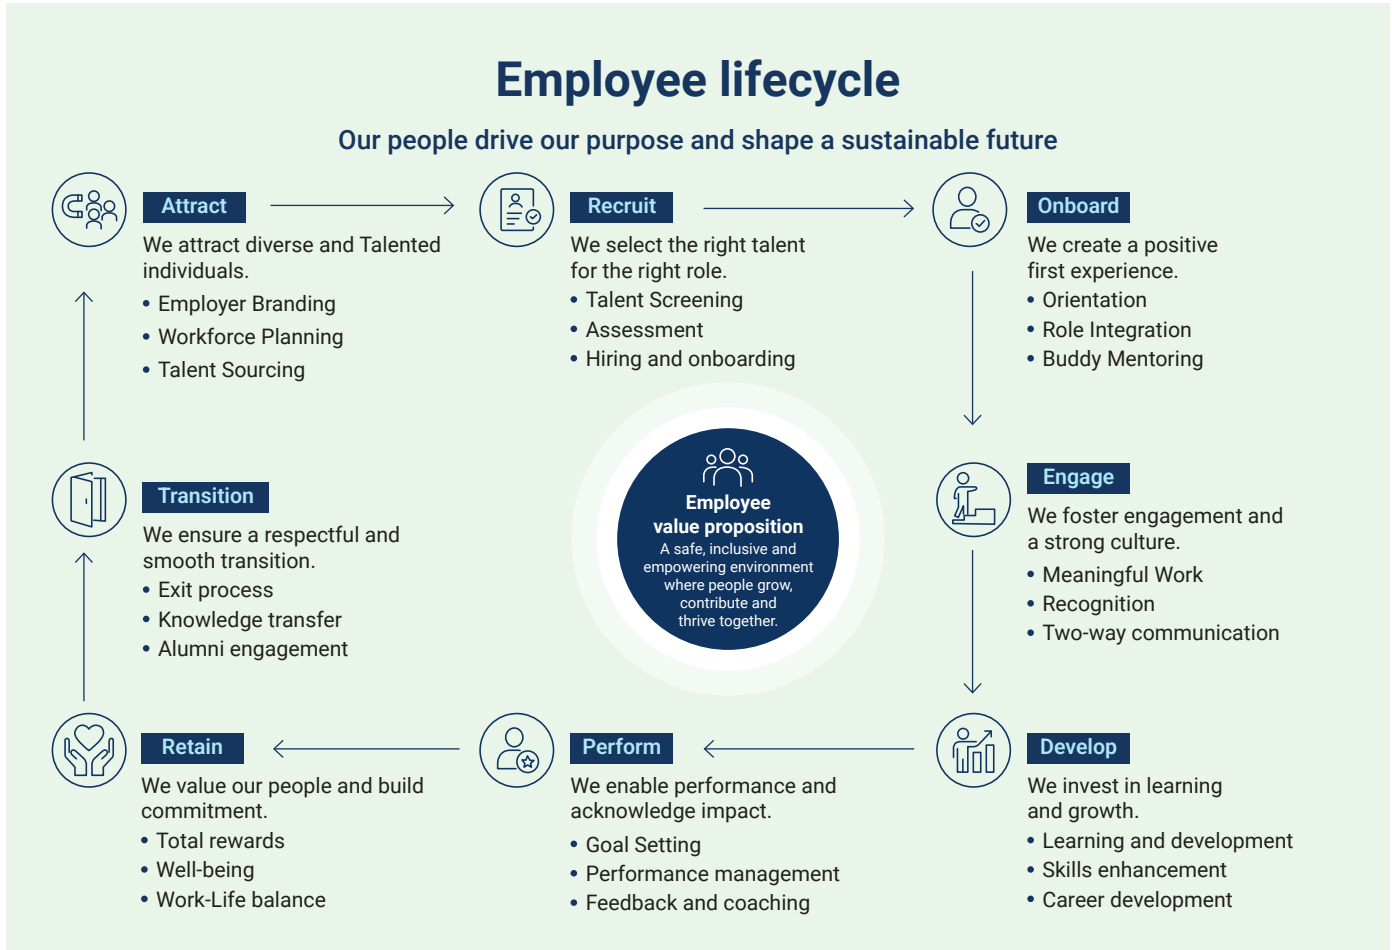 Employee lifecycle
Our people drive our purpose and shape a sustainable future
Attract
We attract diverse and Talented
individuals.
• Employer Branding
• Workforce Planning
• Talent Sourcing
Recruit
We select the right talent
for the right role.
• Talent Screening
• Assessment
• Hiring and onboarding
Onboard
We create a positive
first experience.
• Orientation
• Role Integration
• Buddy Mentoring
Engage
We foster engagement and
a strong culture.
• Meaningful Work
• Recognition
• Two-way communication
Develop
We invest in learning
and growth.
• Learning and development
• Skills enhancement
• Career development
Perform
We enable performance and
acknowledge impact.
• Goal Setting
• Performance management
• Feedback and coaching
Retain
We value our people and build
commitment.
• Total rewards
• Well-being
• Work-Life balance
Transition
We ensure a respectful and
smooth transition.
• Exit process
• Knowledge transfer
• Alumni engagement
Employee
value proposition
A safe, inclusive and
empowering environment
where people grow,
contribute and
thrive together.